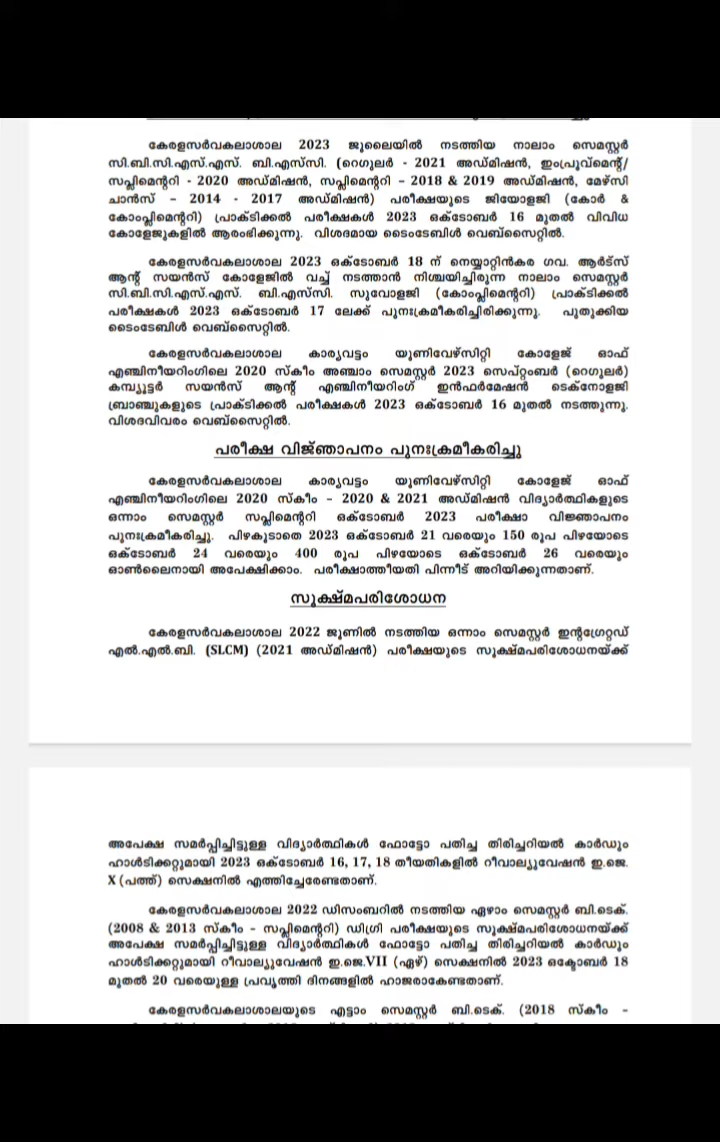 കേരളസർവകലാശാല 2023 ജൂലൈയിൽ നടത്തിയ നാലാം സെമസ്റ്റർ
സി.ബി.സി.എസ്.എസ്. ബി.എസ്‌സി. (റെഗുലർ - 2021 അഡ്മിഷൻ, ഇംപ്രൂവ്മെന്റ്/
സപ്ലിമെന്ററി - 2020 അഡ്മിഷൻ, സപ്ലിമെന്ററി – 2018 & 2019 അഡ്മിഷൻ, മേഴ്സി
ചാൻസ് – 2014 - 2017 അഡ്മിഷൻ) പരീക്ഷയുടെ ജിയോളജി (കോർ &
കോംപ്ലിമെന്ററി) പ്രാക്ടിക്കൽ പരീക്ഷകൾ 2023 ഒക്ടോബർ 16 മുതൽ വിവിധ
കോളേജുകളിൽ ആരംഭിക്കുന്നു. വിശദമായ ടൈംടേബിൾ വെബ്സൈറ്റിൽ.
കേരളസർവകലാശാല 2023 ഒക്ടോബർ 18 ന് നെയ്യാറ്റിൻകര ഗവ. ആർട്സ്
ആന്റ് സയൻസ് കോളേജിൽ വച്ച് നടത്താൻ നിശ്ചയിച്ചിരുന്ന നാലാം സെമസ്റ്റർ
സി.ബി.സി.എസ്.എസ്. ബി.എസ്‌സി. സുവോളജി (കോംപ്ലിമെന്ററി) പ്രാക്ടിക്കൽ
പരീക്ഷകൾ 2023 ഒക്ടോബർ 17 ലേക്ക് പുനഃക്രമീകരിച്ചിരിക്കുന്നു. പുതുക്കിയ
ടൈംടേബിൾ വെബ്സൈറ്റിൽ.
കേരളസർവകലാശാല കാര്യവട്ടം യൂണിവേഴ്സിറ്റി കോളേജ് ഓഫ്
എഞ്ചിനീയറിംഗിലെ 2020 സ്കീം അഞ്ചാം സെമസ്റ്റർ 2023 സെപ്റ്റംബർ (റെഗുലർ)
കമ്പ്യൂട്ടർ സയൻസ് ആന്റ് എഞ്ചിനീയറിംഗ് ഇൻഫർമേഷൻ ടെക്നോളജി
ബ്രാഞ്ചുകളുടെ പ്രാക്ടിക്കൽ പരീക്ഷകൾ 2023 ഒക്ടോബർ 16 മുതൽ നടത്തുന്നു.
വിശദവിവരം വെബ്സൈറ്റിൽ.
പരീക്ഷ വിജ്ഞാപനം പുനഃക്രമീകരിച്ചു
കേരളസർവകലാശാല കാര്യവട്ടം യൂണിവേഴ്സിറ്റി കോളേജ് ഓഫ്
എഞ്ചിനീയറിംഗിലെ 2020 സ്കീം – 2020 & 2021 അഡ്മിഷൻ വിദ്യാർത്ഥികളുടെ
ഒന്നാം സെമസ്റ്റർ സപ്ലിമെന്ററി ഒക്ടോബർ 2023 പരീക്ഷാ വിജ്ഞാപനം
പുനഃക്രമീകരിച്ചു. പിഴകൂടാതെ 2023 ഒക്ടോബർ 21 വരെയും 150 രൂപ പിഴയോടെ
ഒക്ടോബർ 24 വരെയും 400 രൂപ പിഴയോടെ ഒക്ടോബർ 26 വരെയും
ഓൺലൈനായി അപേക്ഷിക്കാം. പരീക്ഷാത്തീയതി പിന്നീട് അറിയിക്കുന്നതാണ്.
സൂക്ഷ്മപരിശോധന
കേരളസർവകലാശാല 2022 ജൂണിൽ നടത്തിയ ഒന്നാം സെമസ്റ്റർ ഇന്റഗ്രേറ്റഡ്
എൽ.എൽ.ബി. (SLCM) (2021 അഡ്മിഷൻ) പരീക്ഷയുടെ സൂക്ഷ്മപരിശോധനയ്ക്ക്
അപേക്ഷ സമർപ്പിച്ചിട്ടുള്ള വിദ്യാർത്ഥികൾ ഫോട്ടോ പതിച്ച തിരിച്ചറിയൽ കാർഡും
ഹാൾടിക്കറ്റുമായി 2023 ഒക്ടോബർ 16, 17, 18 തീയതികളിൽ റീവാല്യുവേഷൻ ഇ.ജെ.
X (പത്ത്) സെക്ഷനിൽ എത്തിച്ചേരേണ്ടതാണ്.
കേരളസർവകലാശാല 2022 ഡിസംബറിൽ നടത്തിയ ഏഴാം സെമസ്റ്റർ ബി.ടെക്.
(2008 & 2013 സ്കീം - സപ്ലിമെന്ററി) ഡിഗ്രി പരീക്ഷയുടെ സൂക്ഷ്മപരിശോധനയ്ക്ക്
അപേക്ഷ സമർപ്പിച്ചിട്ടുള്ള വിദ്യാർത്ഥികൾ ഫോട്ടോ പതിച്ച തിരിച്ചറിയൽ കാർഡും
ഹാൾടിക്കറ്റുമായി റീവാല്യുവേഷൻ ഇ.ജെ.VII (ഏഴ്) സെക്ഷനിൽ 2023 ഒക്ടോബർ 18
മുതൽ 20 വരെയുള്ള പ്രവൃത്തി ദിനങ്ങളിൽ ഹാജരാകേണ്ടതാണ്.
കേരളസർവകലാശാലയുടെ എട്ടാം സെമസ്റ്റർ ബി.ടെക്. (2018 സ്കീം –